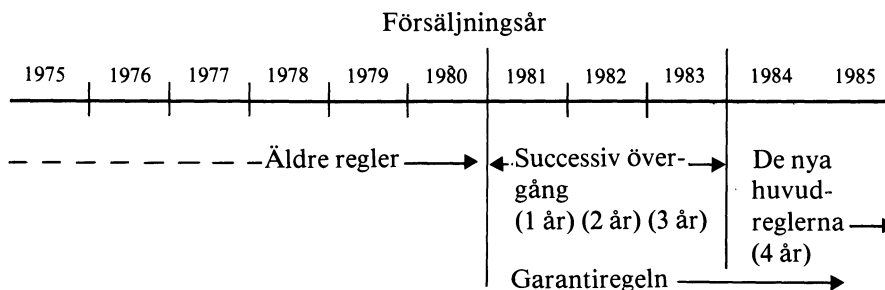 Försäljningsår
1975 1976 1977 1978 1979 1980 1981 1982 1983 1984 1985
Äldre regler
Successiv över-
gång
(1 år) (2 år) (3 år)
De nya
huvud-
reglerna
(4 år)
Garantiregeln